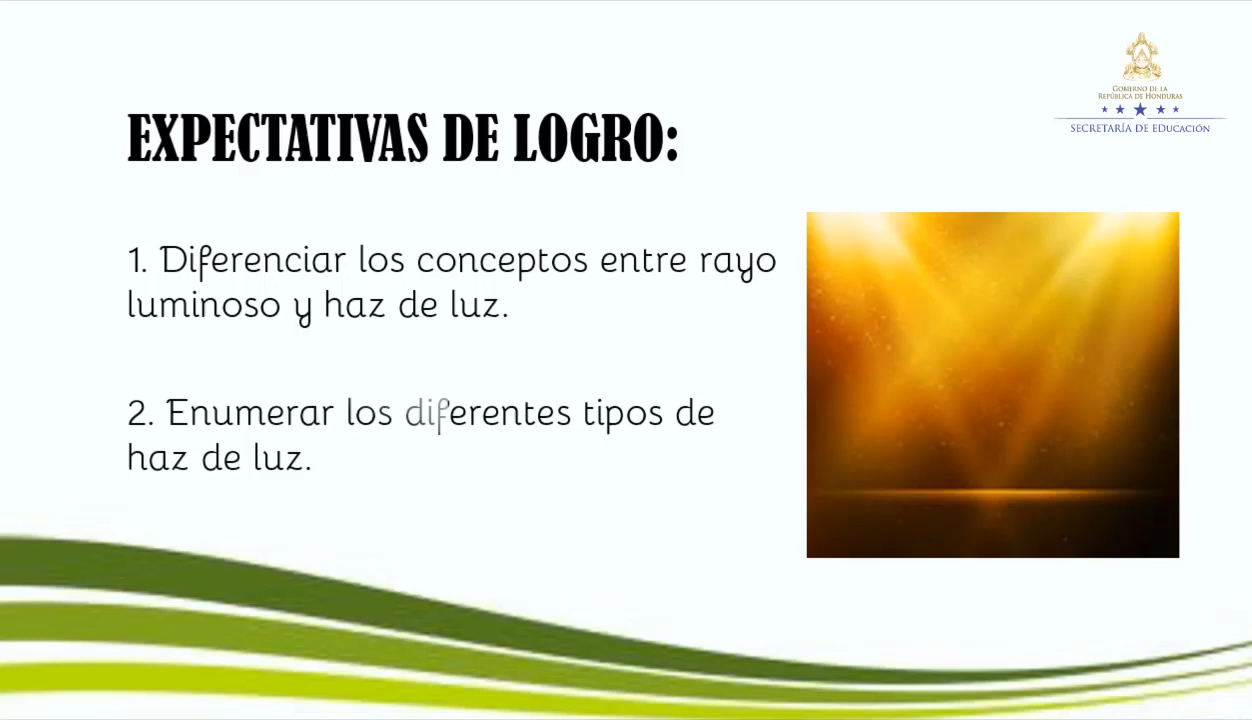 GOBIERNO DE LA
REPÚBLICA DE HONDURAS
SECRETARÍA DE EDUCACIÓN
EXPECTATIVAS DE LOGRO:
1. Diferenciar los conceptos entre rayo
luminoso y haz de luz.
2. Enumerar los diferentes tipos de
haz de luz.